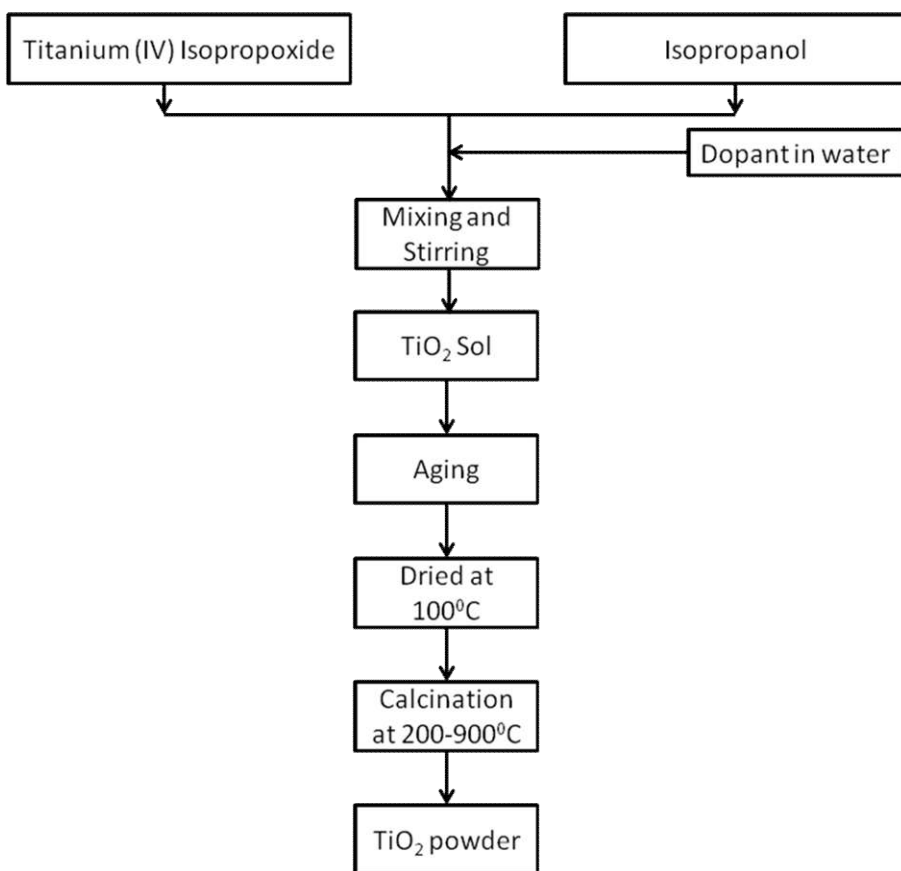 Titanium (IV) Isopropoxide
Isopropanol
Dopant in water
Mixing and
Stirring
TiO₂ Sol
Aging
Dried at
100⁰C
Calcination
at 200-900⁰C
TiO₂ powder